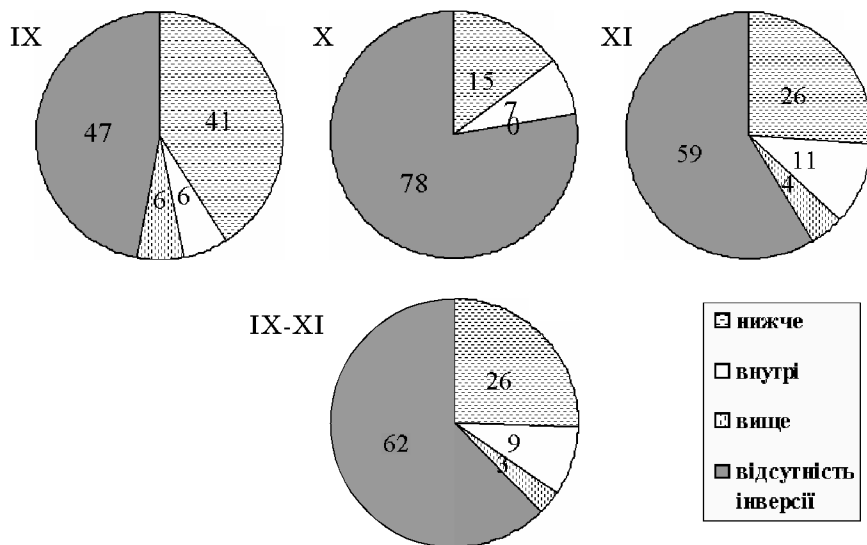 IX
X
XI
47
41
6
6
15
7
0
78
26
11
4
59
IX-XI
26
9
3
62
нижче
внутрі
вище
відсутність
інверсії